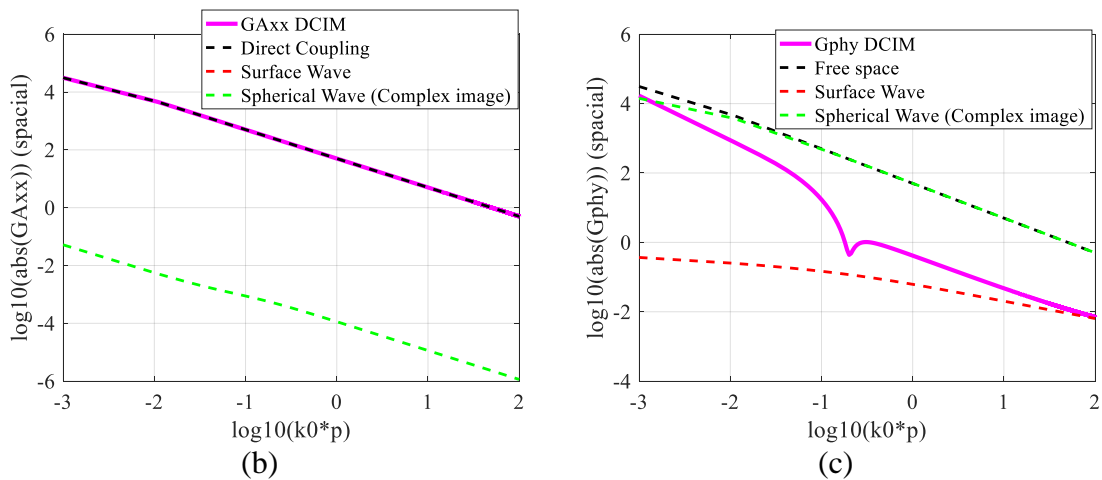 GAxx DCIM
Direct Coupling
Surface Wave
Spherical Wave (Complex image)
log10(abs(GAxx)) (spacial)
6
4
2
0
-2
-4
-6
-3 -2 -1 0 1 2
log10(k0*p)
(b)
Gphy DCIM
Free space
Surface Wave
Spherical Wave (Complex image)
log10(abs(Gphy)) (spacial)
6
4
2
0
-2
-4
-3 -2 -1 0 1 2
log10(k0*p)
(c)